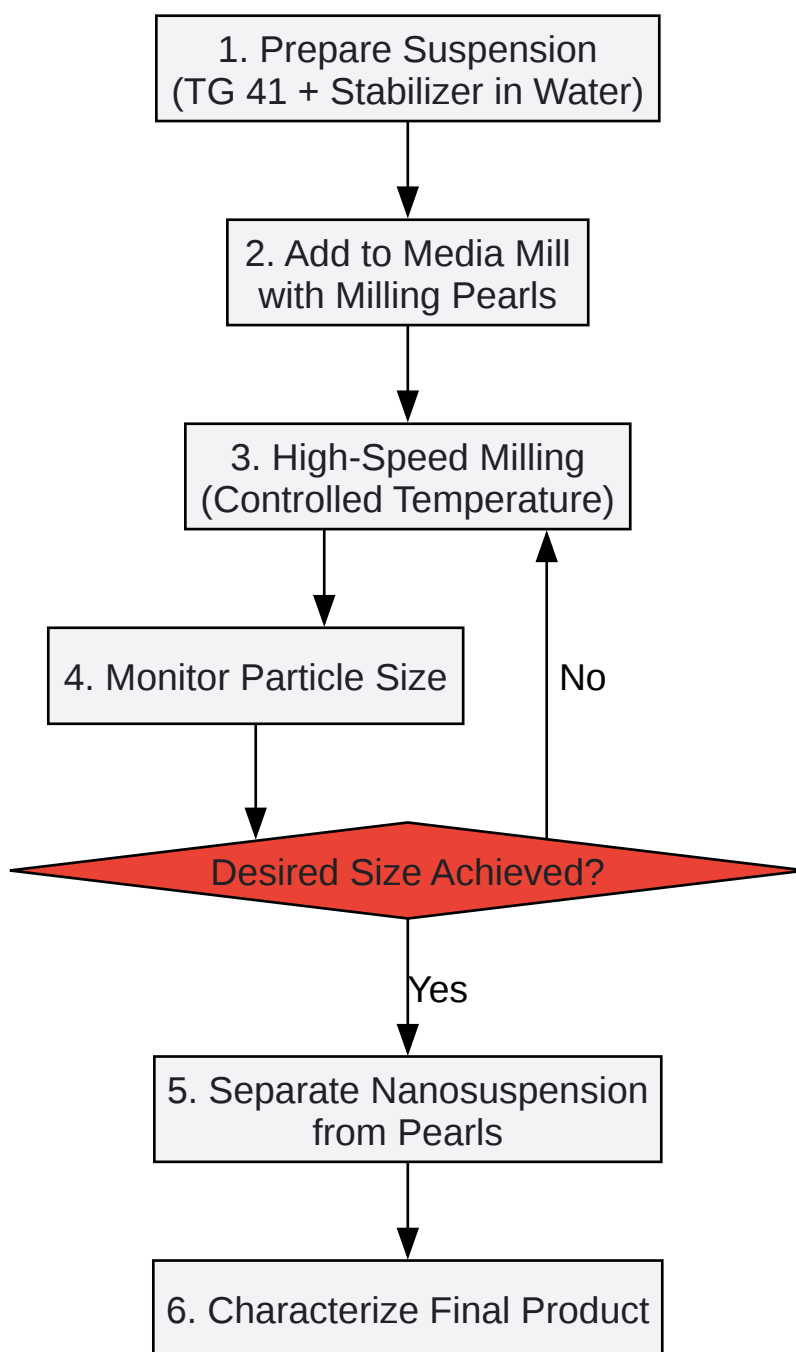 1. Prepare Suspension
(TG 41 + Stabilizer in Water)
2. Add to Media Mill
with Milling Pearls
3. High-Speed Milling
(Controlled Temperature)
4. Monitor Particle Size
No
Desired Size Achieved?
Yes
5. Separate Nanosuspension
from Pearls
6. Characterize Final Product